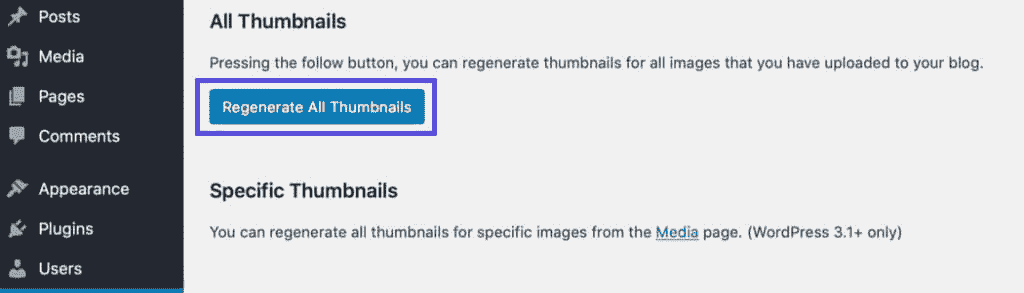 Posts
Media
Pages
Comments
Appearance
Plugins
Users
All Thumbnails
Pressing the follow button, you can regenerate thumbnails for all images that you have uploaded to your blog.
Regenerate All Thumbnails
Specific Thumbnails
You can regenerate all thumbnails for specific images from the Media page. (WordPress 3.1+ only)